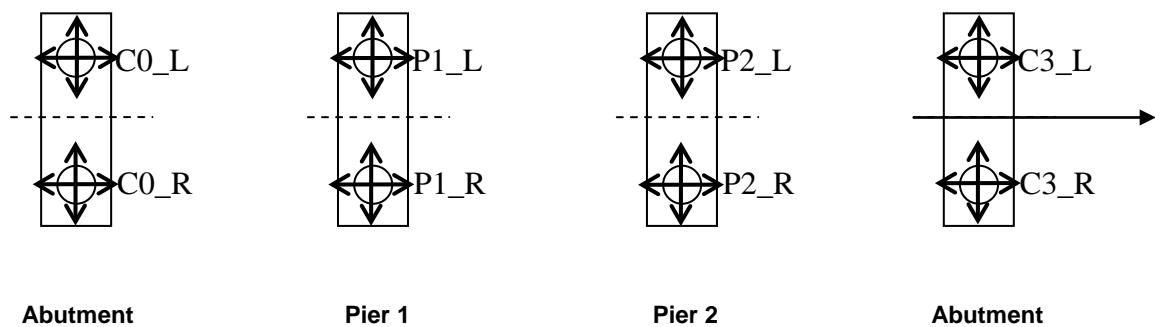 C0_L P1_L P2_L C3_L
C0_R P1_R P2_R C3_R
Abutment Pier 1 Pier 2 Abutment